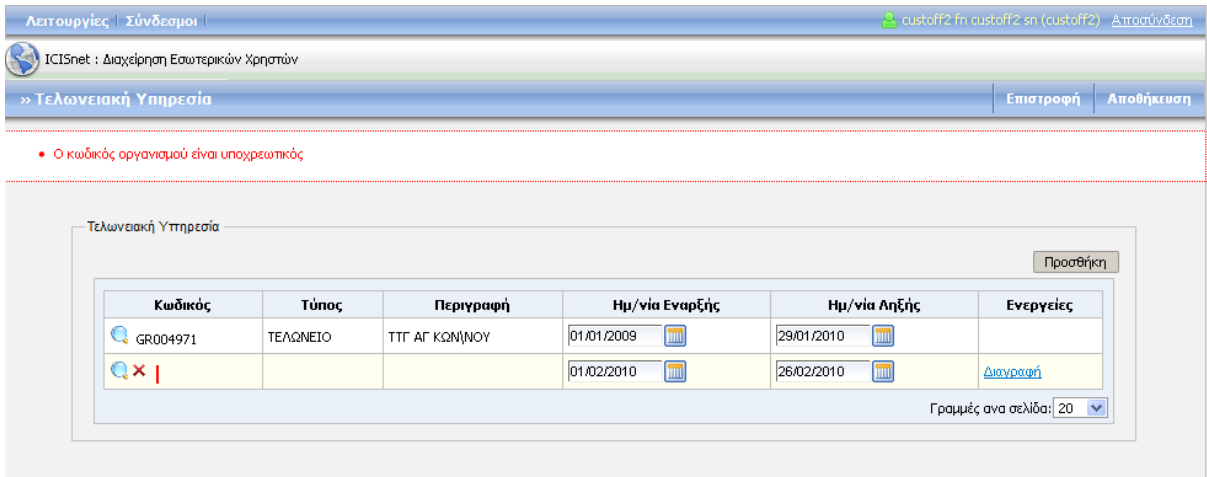 Λειτουργίες Σύνδεσμοι custoff2 fn custoff2 sn (custoff2) Αποσύνδεση
ICISnet : Διαχείρηση Εσωτερικών Χρηστών
» Τελωνειακή Υπηρεσία Επιστροφή Αποθήκευση
• Ο κωδικός οργανισμού είναι υποχρεωτικός
Τελωνειακή Υπηρεσία
Προσθήκη
Κωδικός Τύπος Περιγραφή Ημ/νία Εναρξής Ημ/νία Ληξής Ενεργείες
GR004971 ΤΕΛΩΝΕΙΟ ΤΤΓ ΑΓ ΚΩΝ\ΝΟΥ 01/01/2009 29/01/2010
01/02/2010 26/02/2010 Διαγραφή
Γραμμές ανα σελίδα: 20